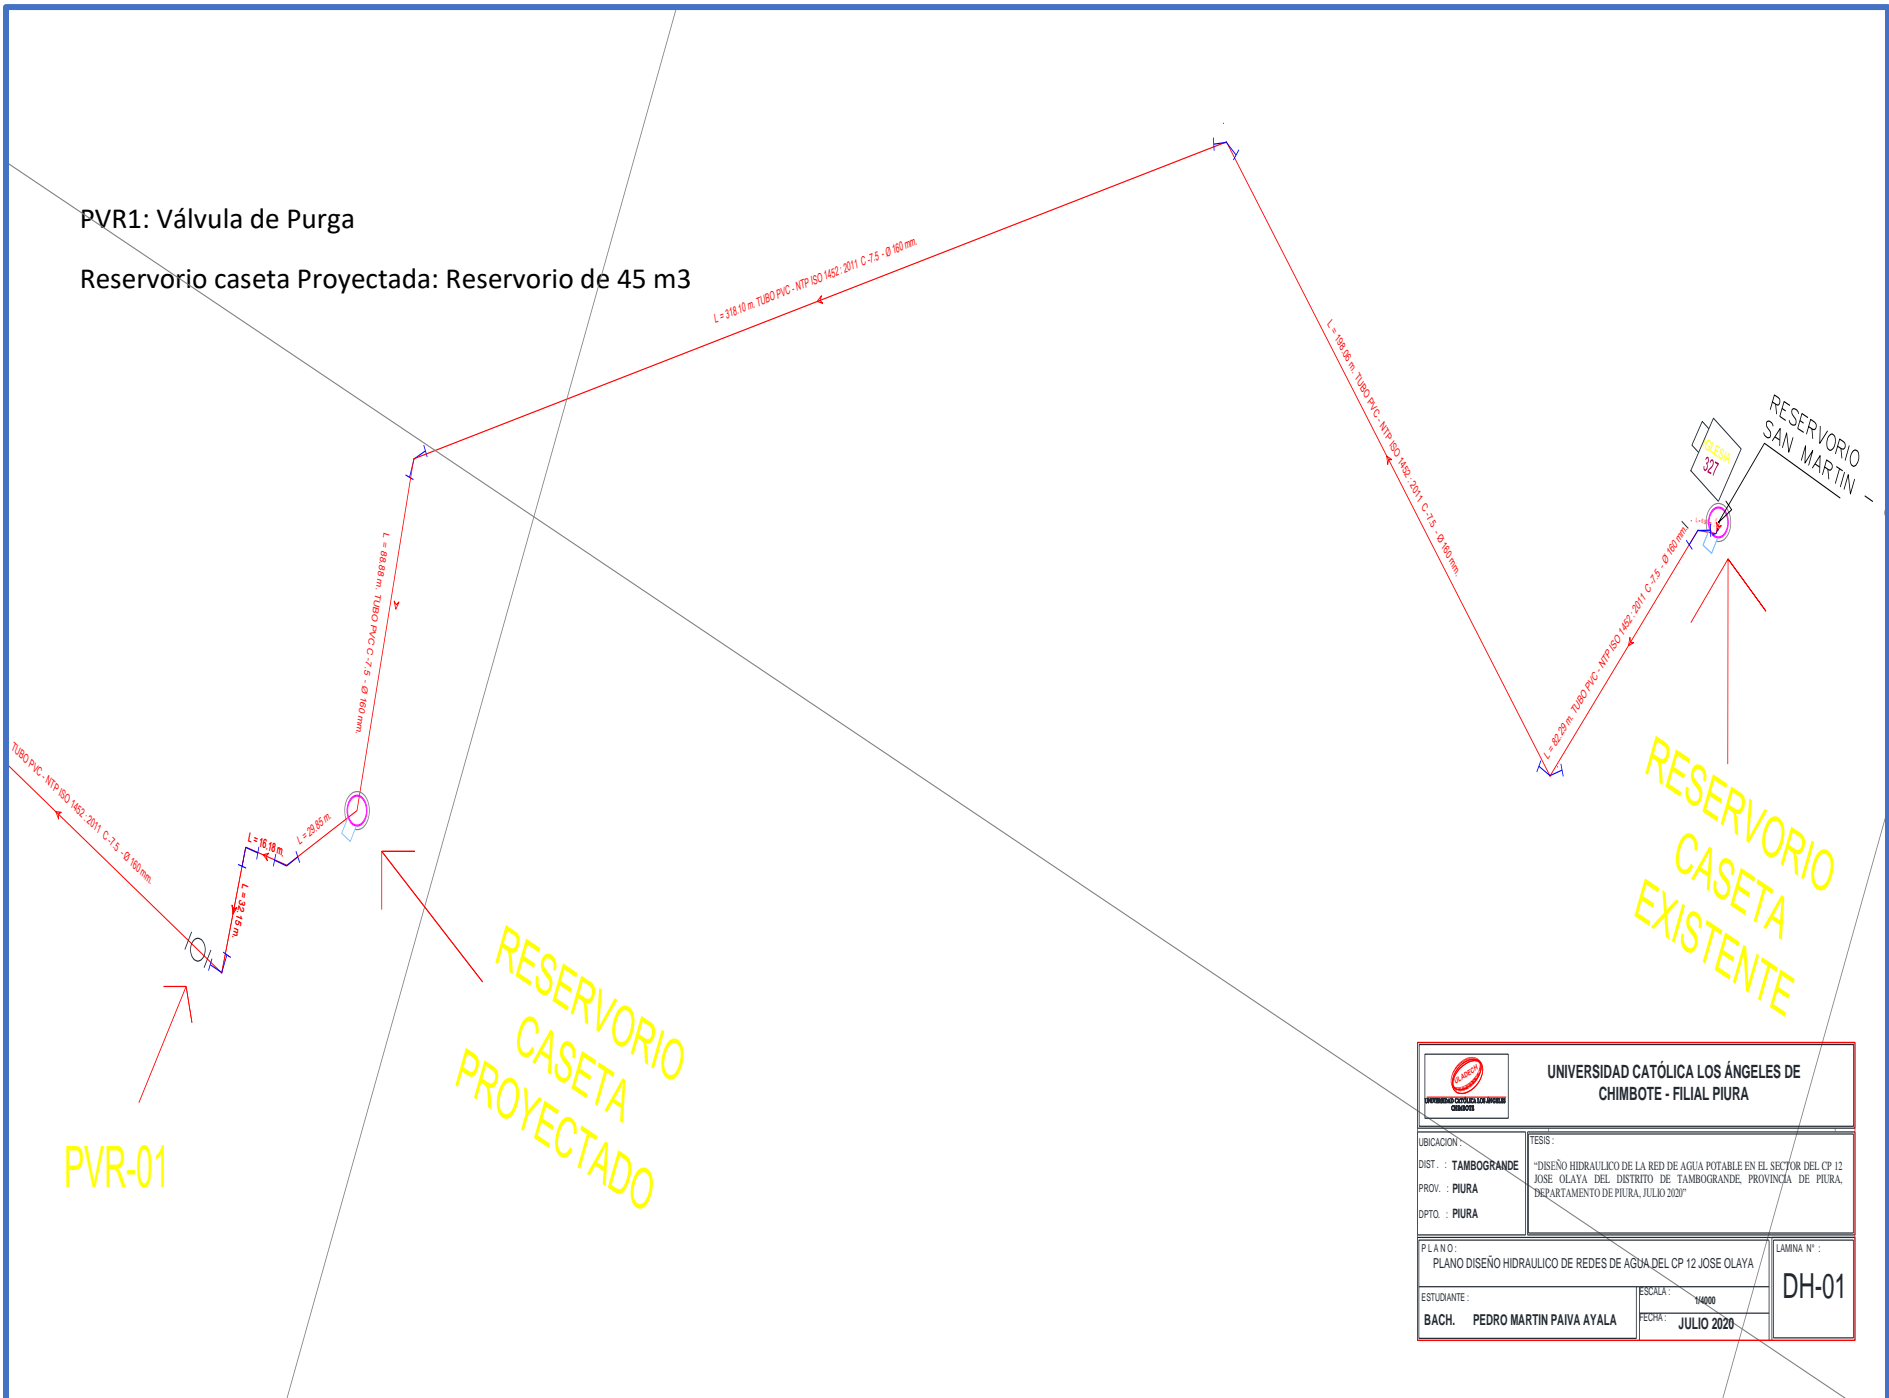 PVR1: Válvula de Purga
Reservorio caseta Proyectada: Reservorio de 45 m3
L = 318.10 m. TUBO PVC - NTP ISO 1452 : 2011 C -7.5 - Ø 160 mm.
L = 198.06 m. TUBO PVC - NTP ISO 1452 : 2011 C -7.5 - Ø 160 mm.
RESERVORIO
SAN MARTIN -
IGLESIA
327
L = 82.29 m. TUBO PVC - NTP ISO 1452 : 2011 C -7.5 - Ø 160 mm.
L = 88.88 m. TUBO PVC C -7.5 - Ø 160 mm.
TUBO PVC - NTP ISO 1452 : 2011 C -7.5 - Ø 160 mm.
L = 16.18 m.
L = 29.85 m.
L = 32.15 m.
RESERVORIO
CASETA
EXISTENTE
RESERVORIO
CASETA
PROYECTADO
PVR-01
ULADECH
UNIVERSIDAD CATÓLICA LOS ÁNGELES
CHIMBOTE
UNIVERSIDAD CATÓLICA LOS ÁNGELES DE
CHIMBOTE - FILIAL PIURA
UBICACION :
DIST. : TAMBOGRANDE
PROV. : PIURA
DPTO. : PIURA
TESIS :
"DISEÑO HIDRAULICO DE LA RED DE AGUA POTABLE EN EL SECTOR DEL CP 12
JOSE OLAYA DEL DISTRITO DE TAMBOGRANDE, PROVINCIA DE PIURA,
DEPARTAMENTO DE PIURA, JULIO 2020"
PLANO :
PLANO DISEÑO HIDRAULICO DE REDES DE AGUA DEL CP 12 JOSE OLAYA
LAMINA N° :
DH-01
ESTUDIANTE :
BACH. PEDRO MARTIN PAIVA AYALA
ESCALA : 1/4000
FECHA : JULIO 2020